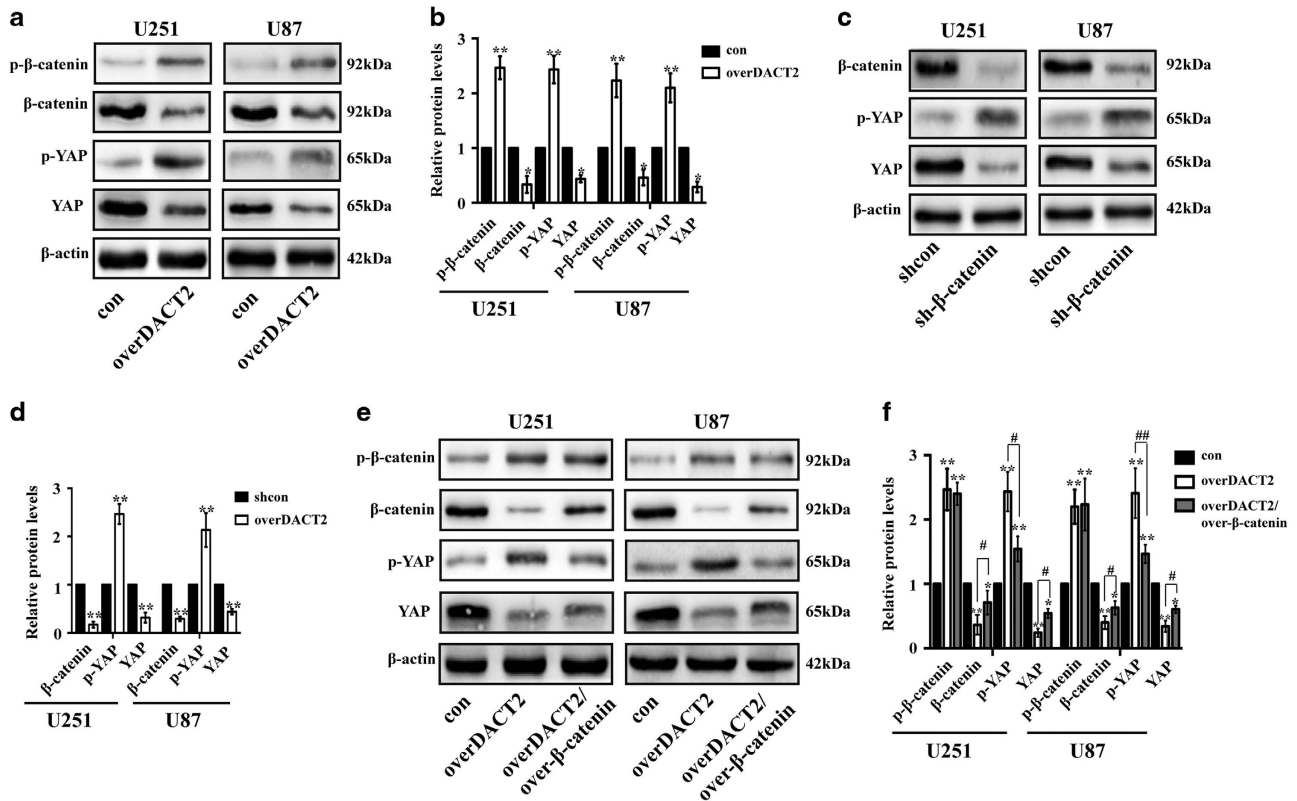 a
U251
U87
p-β-catenin
92kDa
β-catenin
92kDa
p-YAP
65kDa
YAP
65kDa
β-actin
42kDa
con
overDACT2
con
overDACT2
b
Relative protein levels
3
2
1
0
**
*
**
*
**
*
**
*
con
overDACT2
p-β-catenin
β-catenin
p-YAP
YAP
p-β-catenin
β-catenin
p-YAP
YAP
U251
U87
c
U251
U87
β-catenin
92kDa
p-YAP
65kDa
YAP
65kDa
β-actin
42kDa
shcon
sh-β-catenin
shcon
sh-β-catenin
d
Relative protein levels
3
2
1
0
**
**
**
**
**
**
shcon
overDACT2
β-catenin
p-YAP
YAP
β-catenin
p-YAP
YAP
U251
U87
e
U251
U87
p-β-catenin
92kDa
β-catenin
92kDa
p-YAP
65kDa
YAP
65kDa
β-actin
42kDa
con
overDACT2
overDACT2/
over-β-catenin
con
overDACT2
overDACT2/
over-β-catenin
f
Relative protein levels
3
2
1
0
**
**
#
**
*
#
**
**
#
**
*
**
**
#
**
*
##
**
**
#
**
*
con
overDACT2
overDACT2/
over-β-catenin
p-β-catenin
β-catenin
p-YAP
YAP
p-β-catenin
β-catenin
p-YAP
YAP
U251
U87